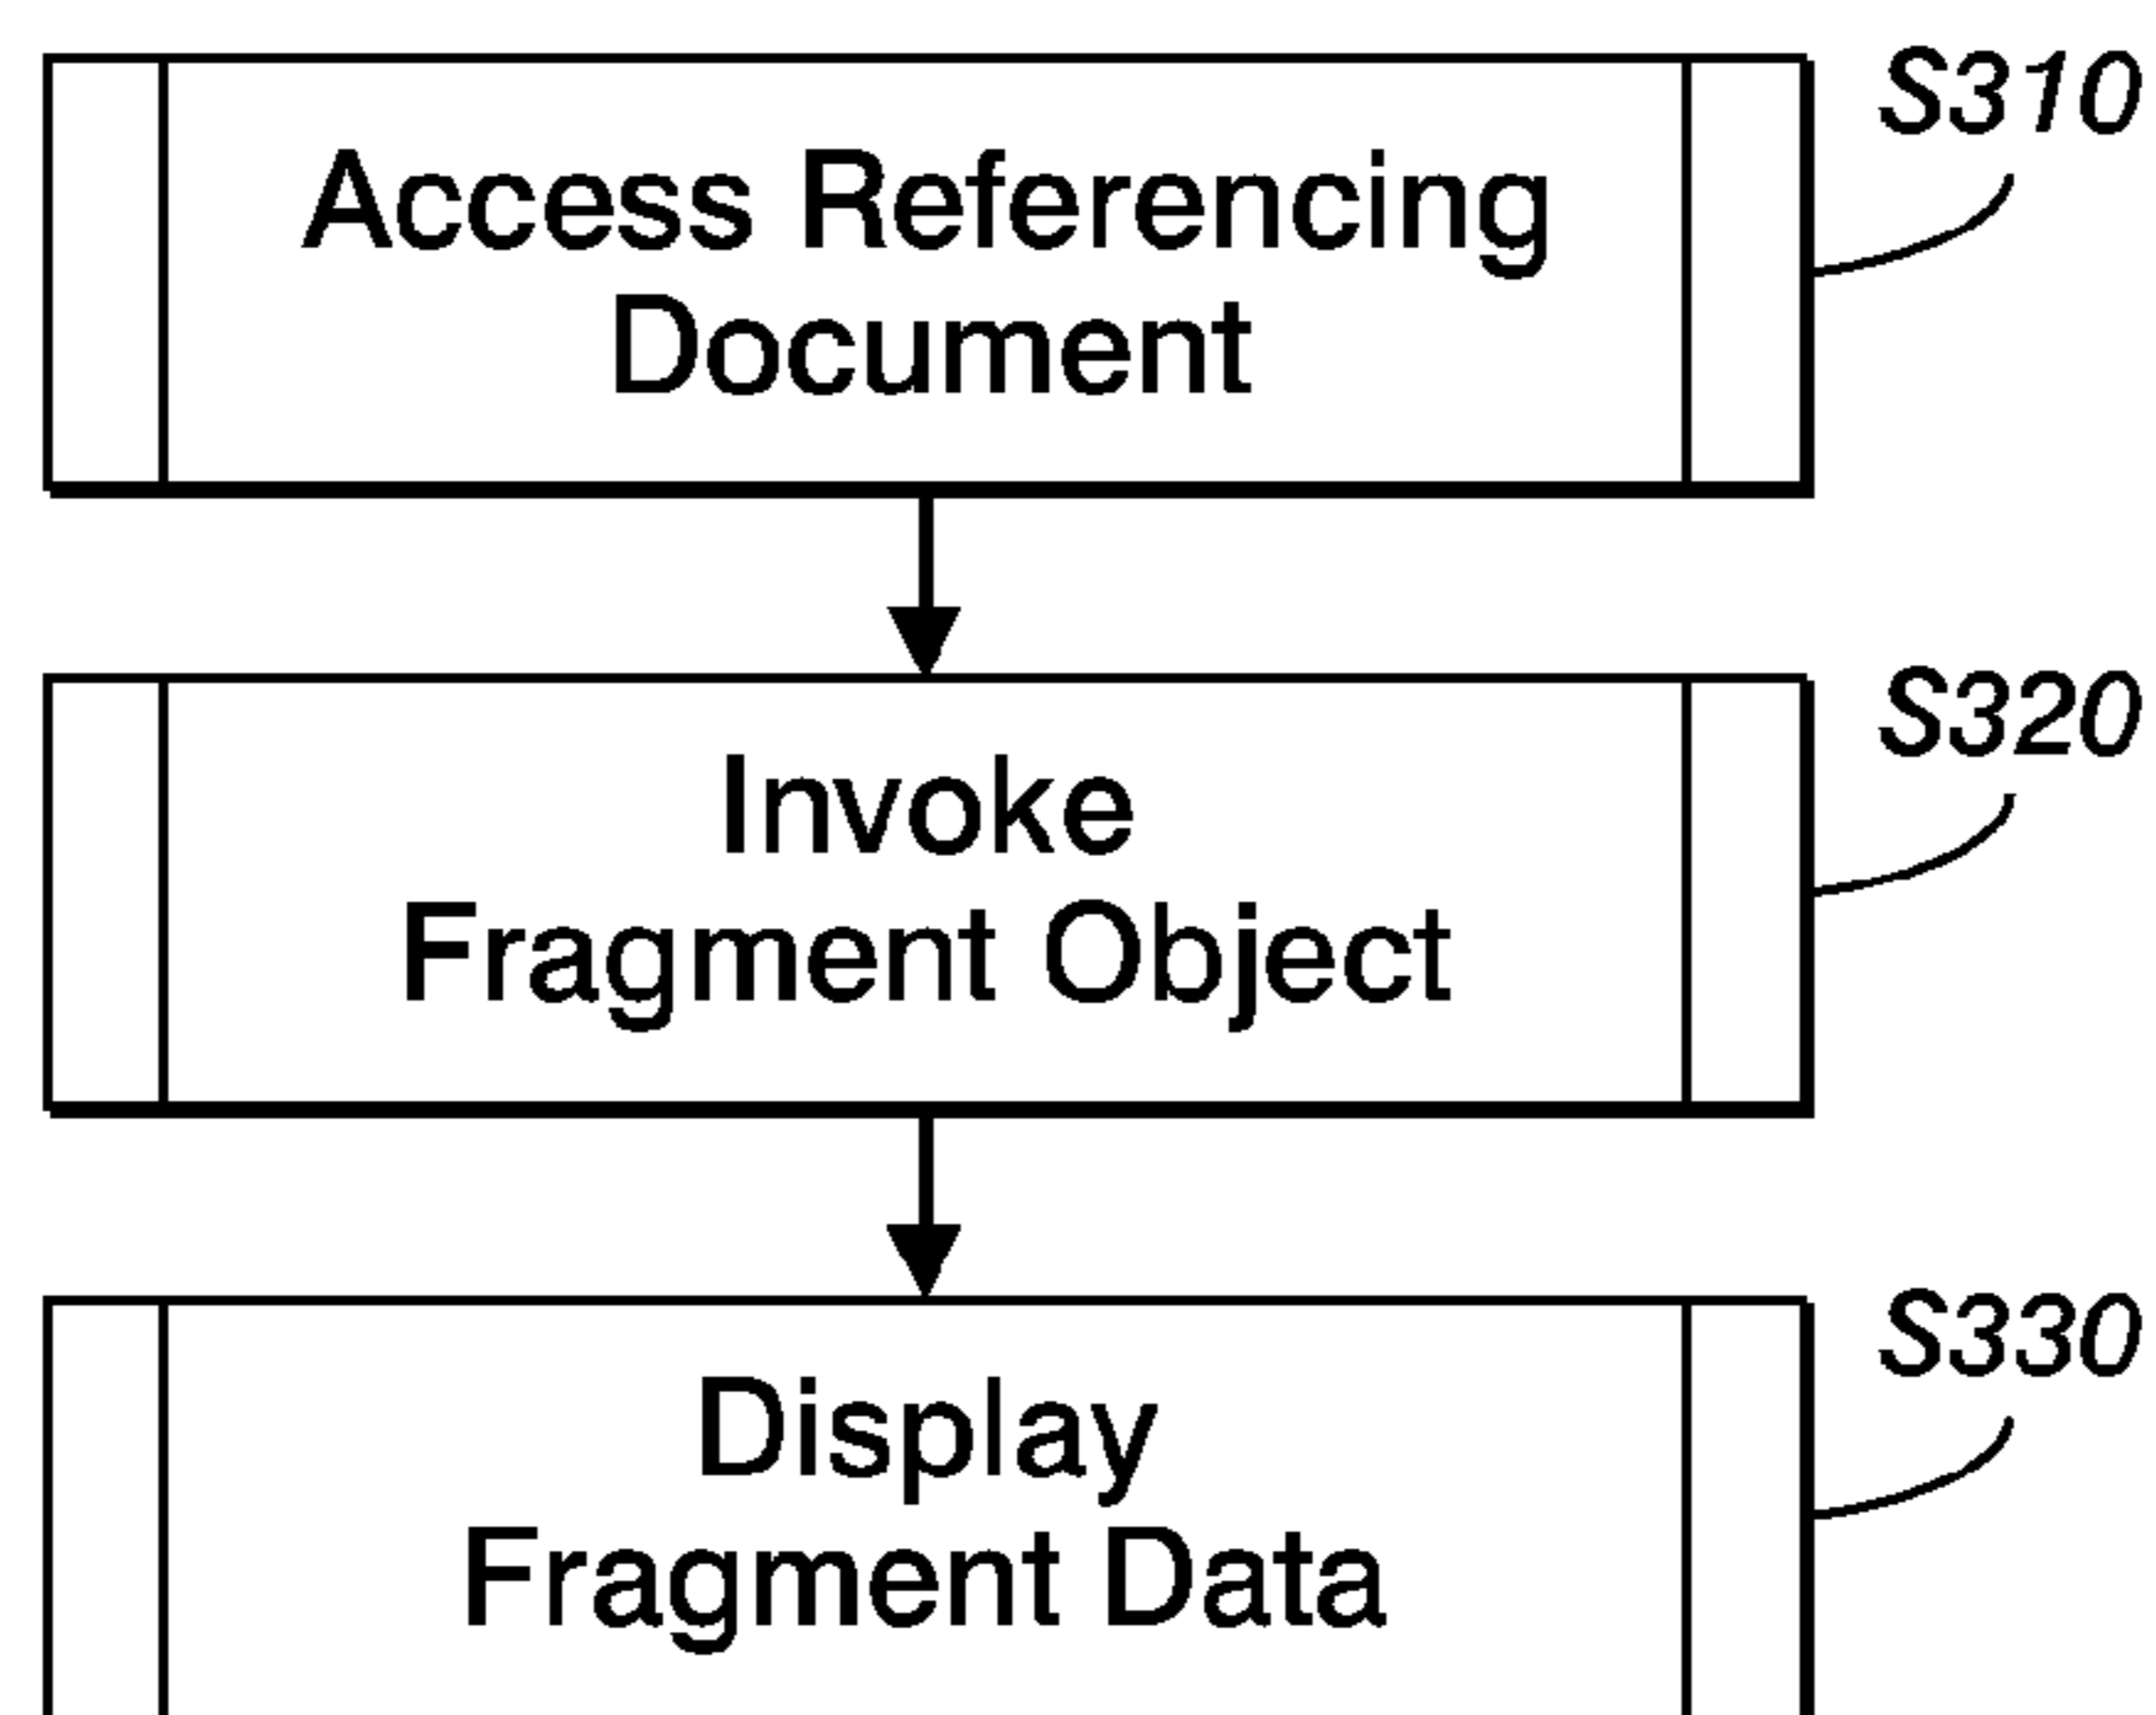 S310
Access Referencing
Document
S320
Invoke
Fragment Object
S330
Display
Fragment Data